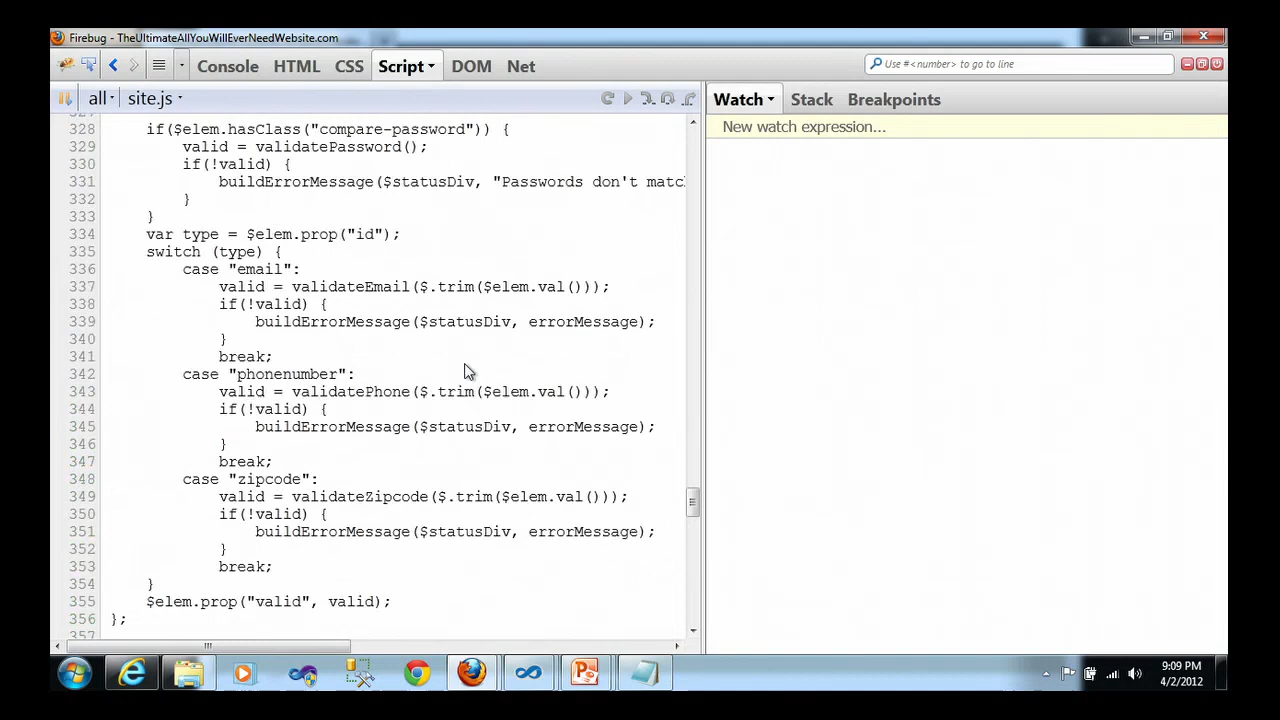 Firebug - TheUltimateAllYouWillEverNeedWebsite.com
Console HTML CSS Script DOM Net
Use #<number> to go to line
all site.js
Watch Stack Breakpoints
New watch expression...
328 if($elem.hasClass("compare-password")) {
329 valid = validatePassword();
330 if(!valid) {
331 buildErrorMessage($statusDiv, "Passwords don't matc
332 }
333 }
334 var type = $elem.prop("id");
335 switch (type) {
336 case "email":
337 valid = validateEmail($.trim($elem.val()));
338 if(!valid) {
339 buildErrorMessage($statusDiv, errorMessage);
340 }
341 break;
342 case "phonenumber":
343 valid = validatePhone($.trim($elem.val()));
344 if(!valid) {
345 buildErrorMessage($statusDiv, errorMessage);
346 }
347 break;
348 case "zipcode":
349 valid = validateZipcode($.trim($elem.val()));
350 if(!valid) {
351 buildErrorMessage($statusDiv, errorMessage);
352 }
353 break;
354 }
355 $elem.prop("valid", valid);
356 };
357
9:09 PM
4/2/2012